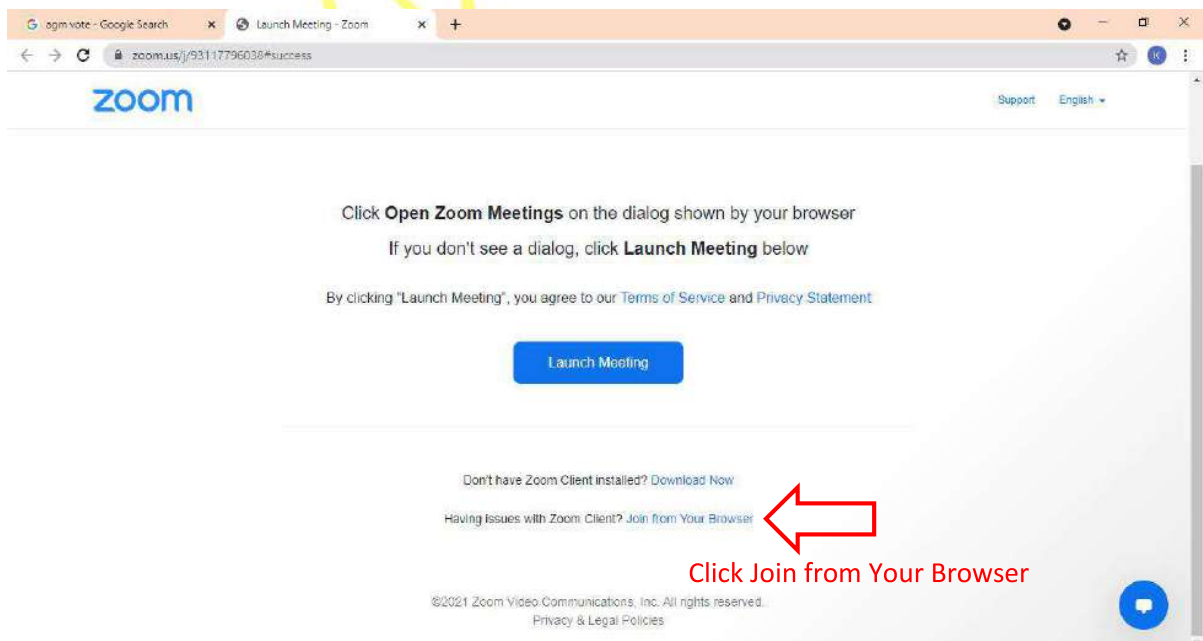 agm vote - Google Search
Launch Meeting - Zoom
zoom.us/j/93117796038#success
K
zoom
Support English
Click Open Zoom Meetings on the dialog shown by your browser
If you don't see a dialog, click Launch Meeting below
By clicking "Launch Meeting", you agree to our Terms of Service and Privacy Statement
Launch Meeting
Don't have Zoom Client installed? Download Now
Having issues with Zoom Client? Join from Your Browser
Click Join from Your Browser
©2021 Zoom Video Communications, Inc. All rights reserved.
Privacy & Legal Policies